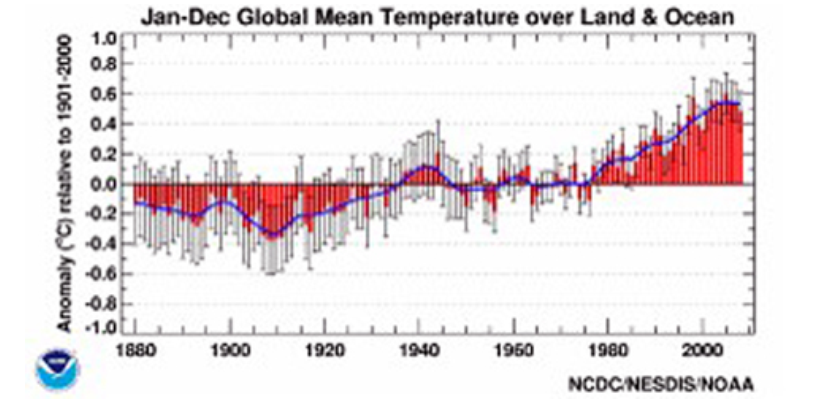 Jan-Dec Global Mean Temperature over Land & Ocean
Anomaly (°C) relative to 1901-2000
1.0
0.8
0.6
0.4
0.2
0.0
-0.2
-0.4
-0.6
-0.8
-1.0
1880 1900 1920 1940 1960 1980 2000
NCDC/NESDIS/NOAA